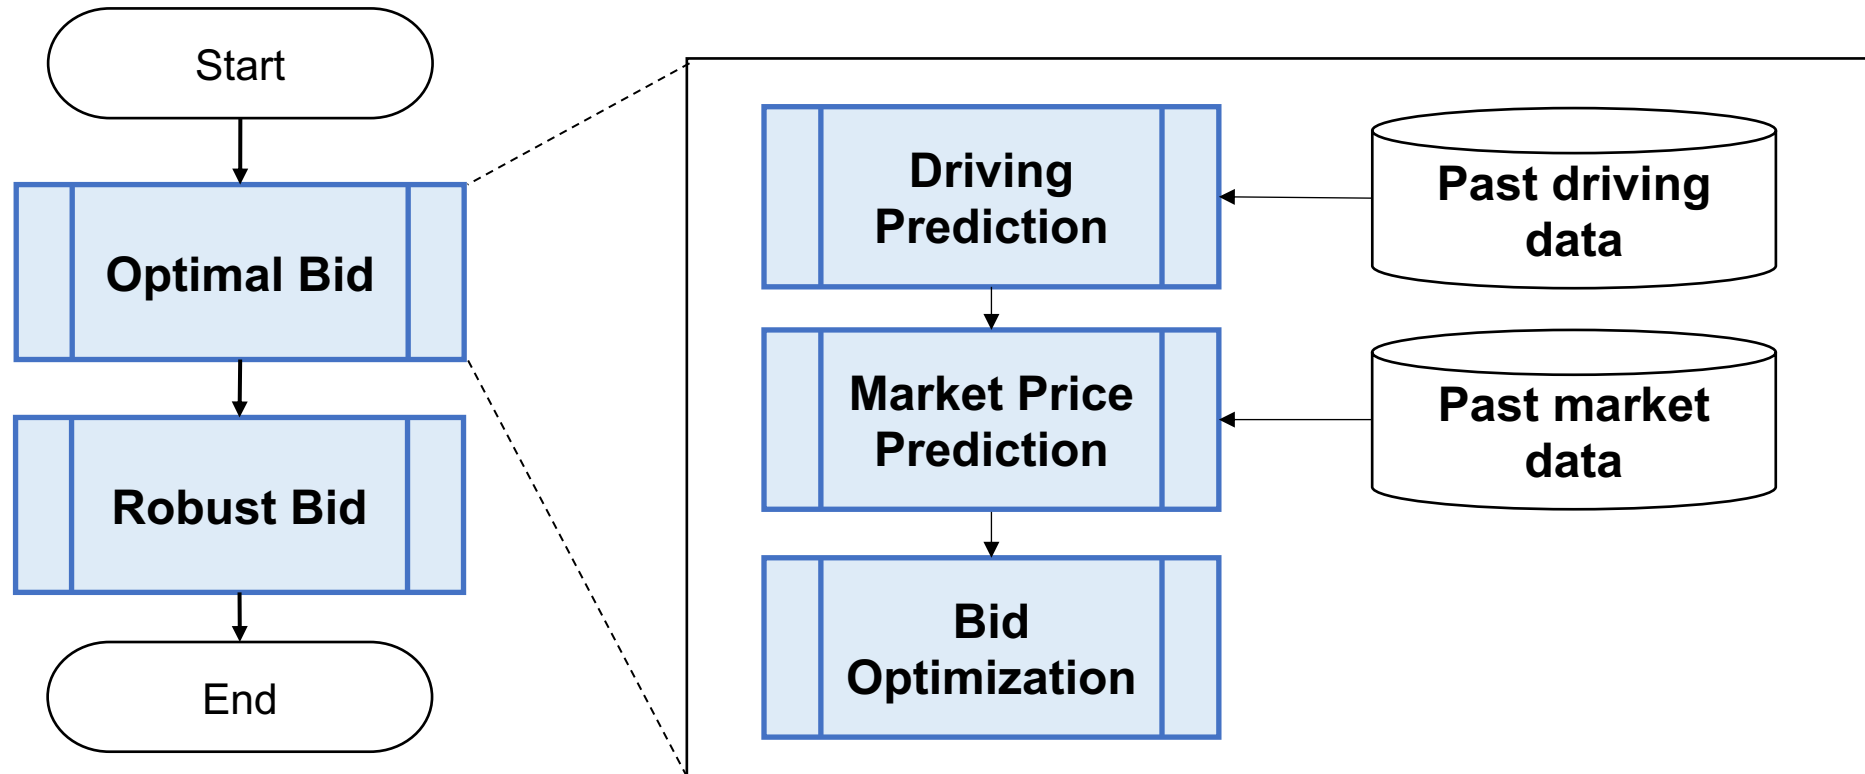 Start
Optimal Bid
Robust Bid
End
Driving
Prediction
Past driving
data
Market Price
Prediction
Past market
data
Bid
Optimization